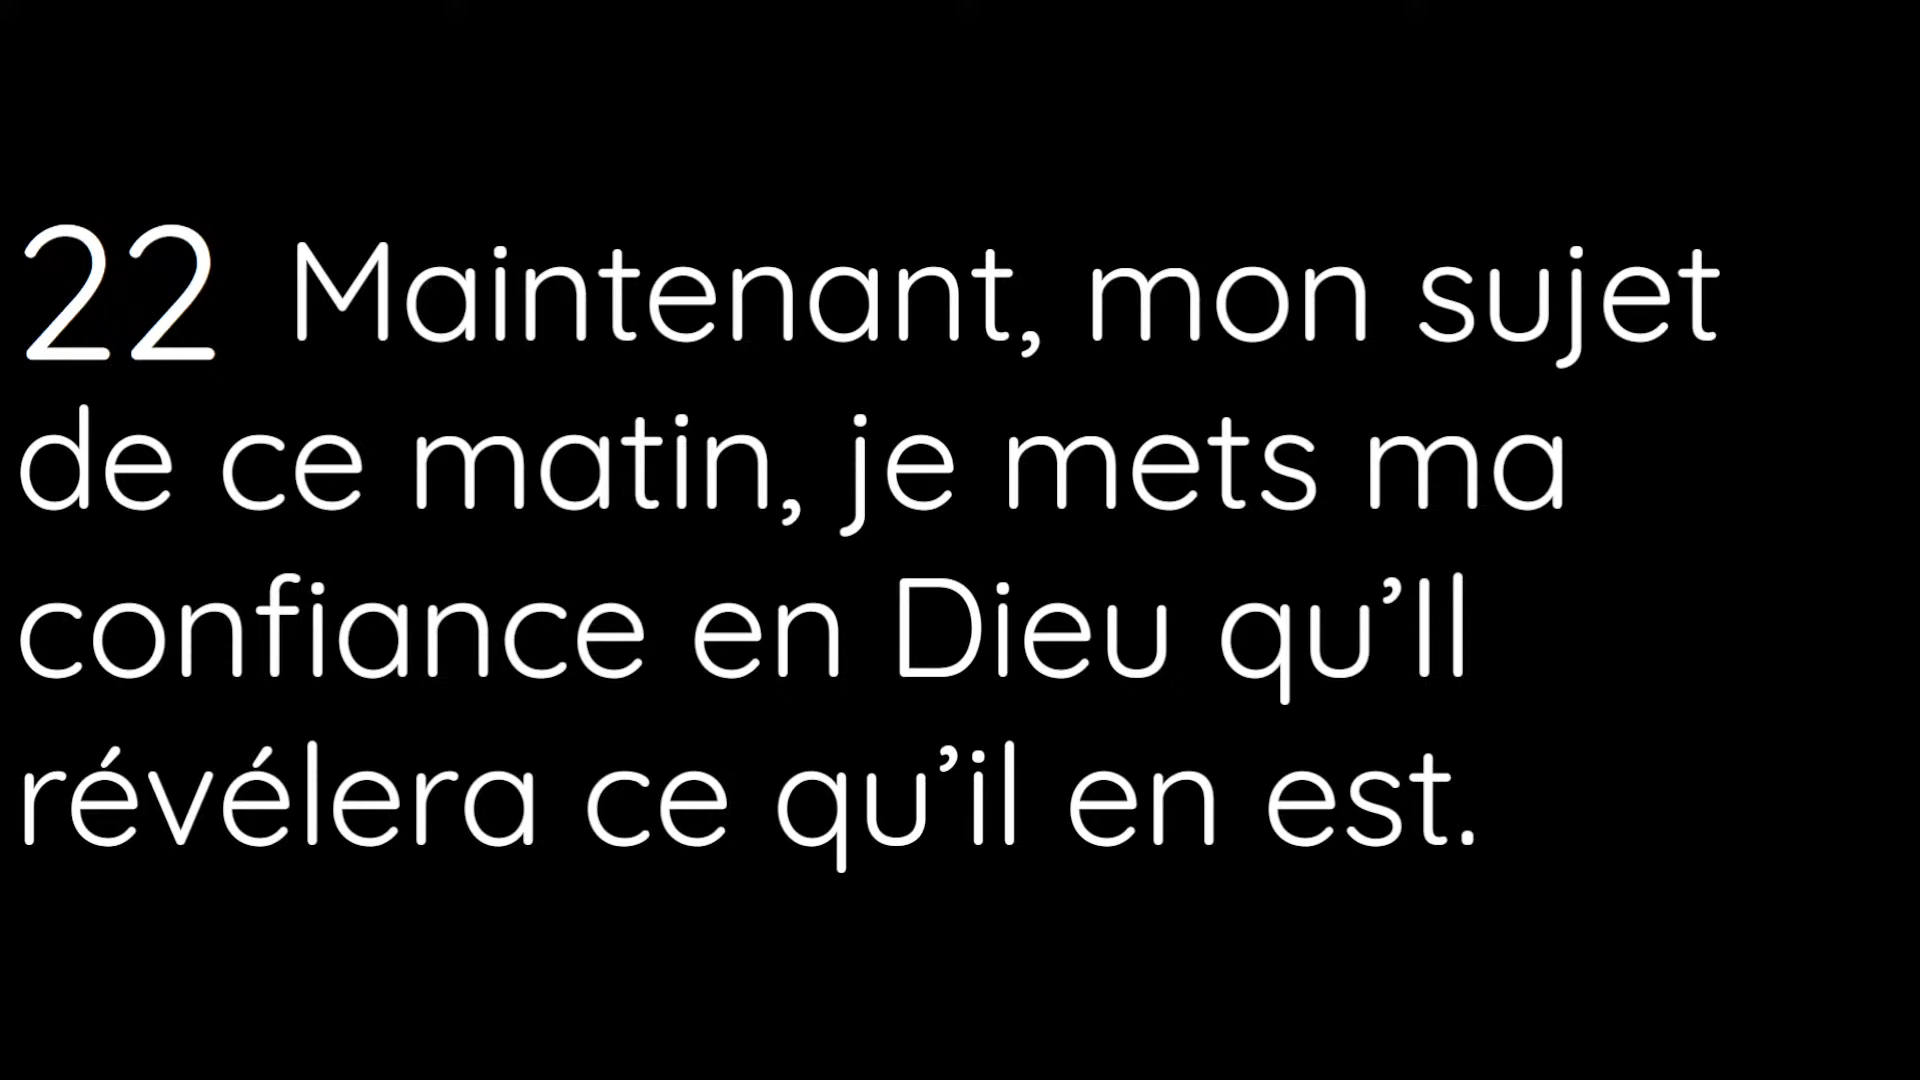 22 Maintenant, mon sujet
de ce matin, je mets ma
confiance en Dieu qu’Il
révélera ce qu’il en est.